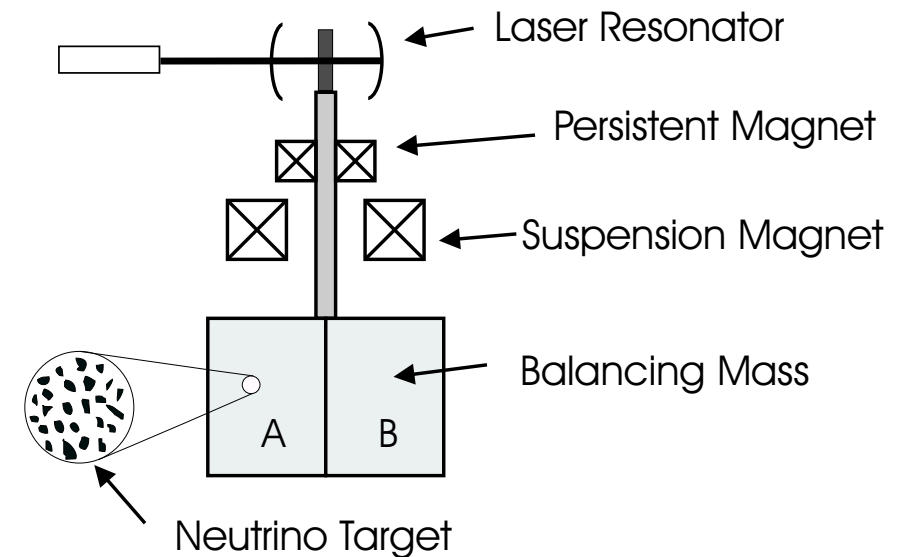 Laser Resonator
Persistent Magnet
Suspension Magnet
Balancing Mass
A
B
Neutrino Target